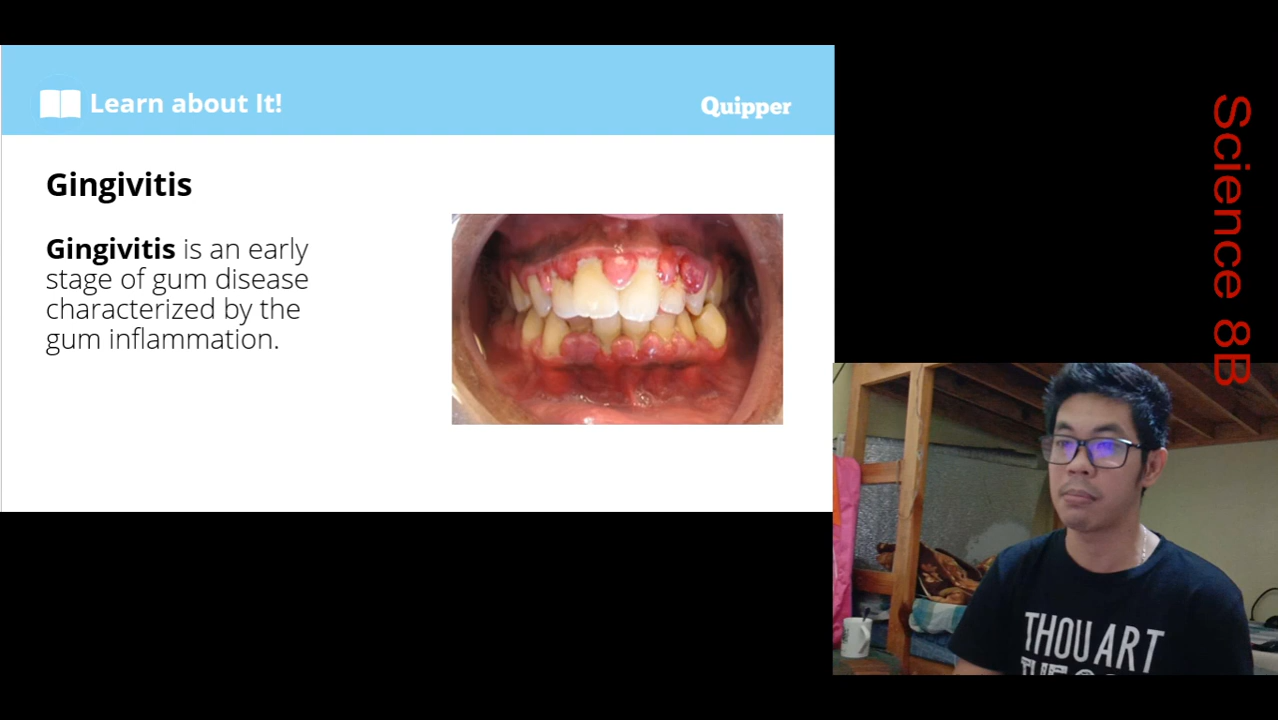 Learn about It!
Quipper
Gingivitis
Gingivitis is an early
stage of gum disease
characterized by the
gum inflammation.
Science 8B
THOU ART